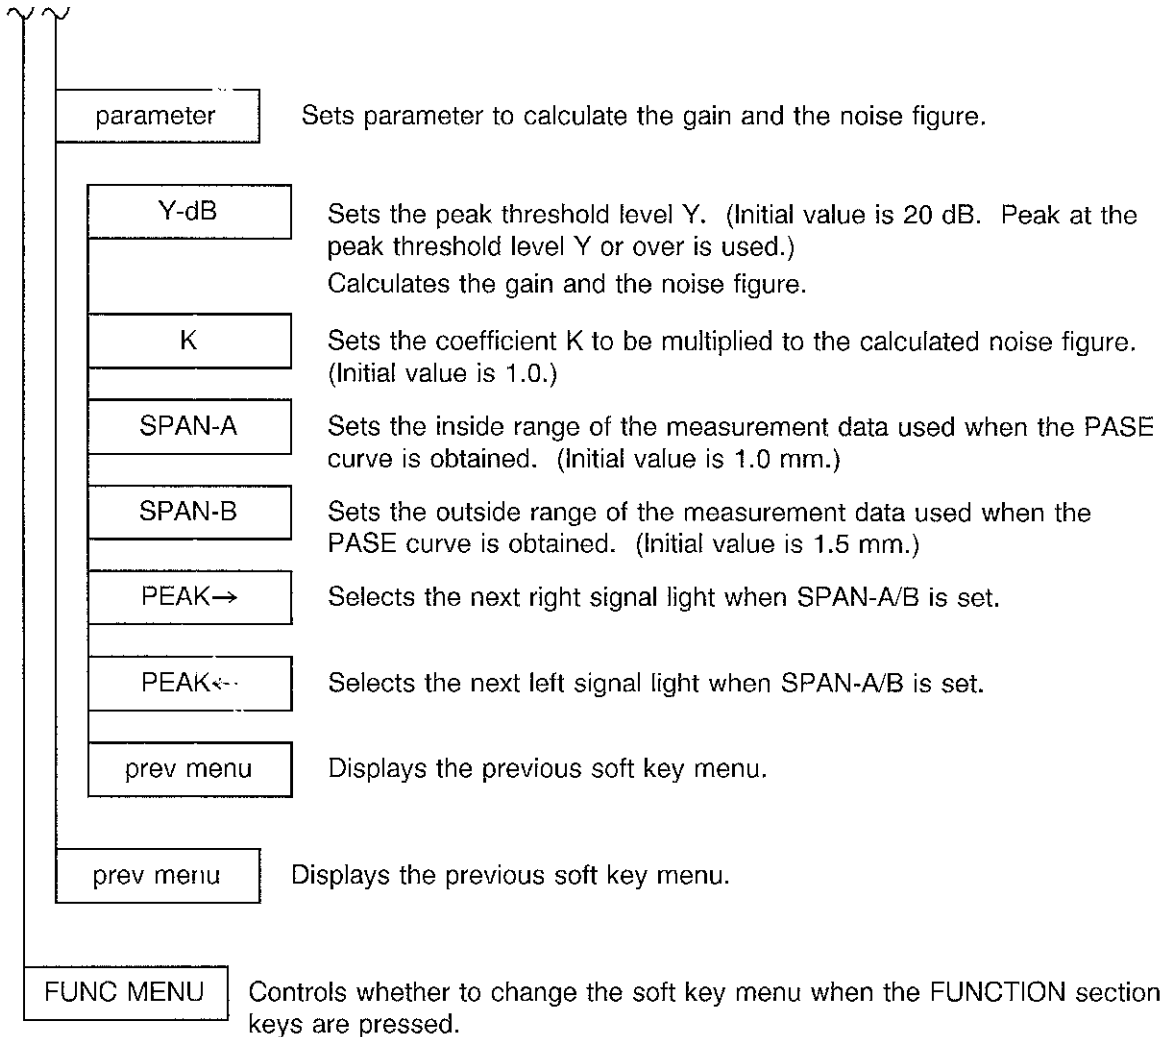 parameter Sets parameter to calculate the gain and the noise figure.
Y-dB Sets the peak threshold level Y. (Initial value is 20 dB. Peak at the
peak threshold level Y or over is used.)
Calculates the gain and the noise figure.
K Sets the coefficient K to be multiplied to the calculated noise figure.
(Initial value is 1.0.)
SPAN-A Sets the inside range of the measurement data used when the PASE
curve is obtained. (Initial value is 1.0 mm.)
SPAN-B Sets the outside range of the measurement data used when the
PASE curve is obtained. (Initial value is 1.5 mm.)
PEAK→ Selects the next right signal light when SPAN-A/B is set.
PEAK← Selects the next left signal light when SPAN-A/B is set.
prev menu Displays the previous soft key menu.
prev menu Displays the previous soft key menu.
FUNC MENU Controls whether to change the soft key menu when the FUNCTION section
keys are pressed.